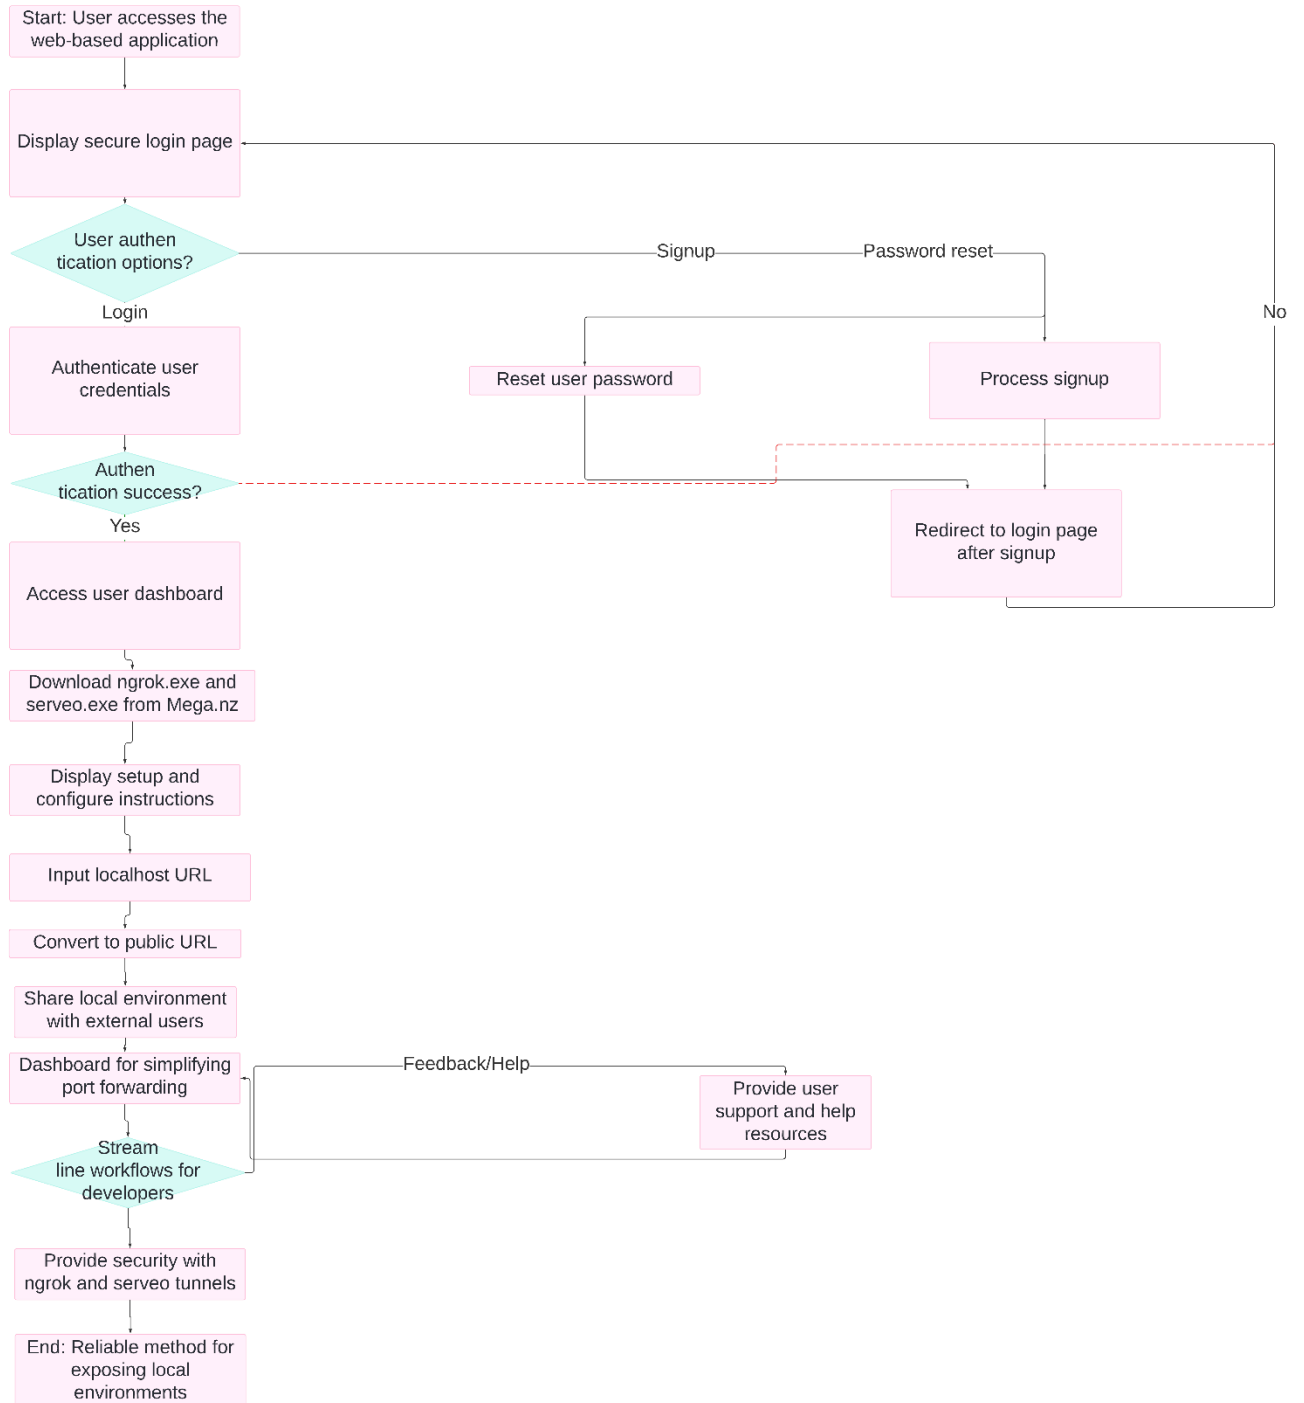 Start: User accesses the
web-based application
Display secure login page
User authen
tication options?
Signup
Password reset
Login
No
Authenticate user
credentials
Reset user password
Process signup
Authen
tication success?
Yes
Redirect to login page
after signup
Access user dashboard
Download ngrok.exe and
serveo.exe from Mega.nz
Display setup and
configure instructions
Input localhost URL
Convert to public URL
Share local environment
with external users
Dashboard for simplifying
port forwarding
Feedback/Help
Provide user
support and help
resources
Stream
line workflows for
developers
Provide security with
ngrok and serveo tunnels
End: Reliable method for
exposing local
environments